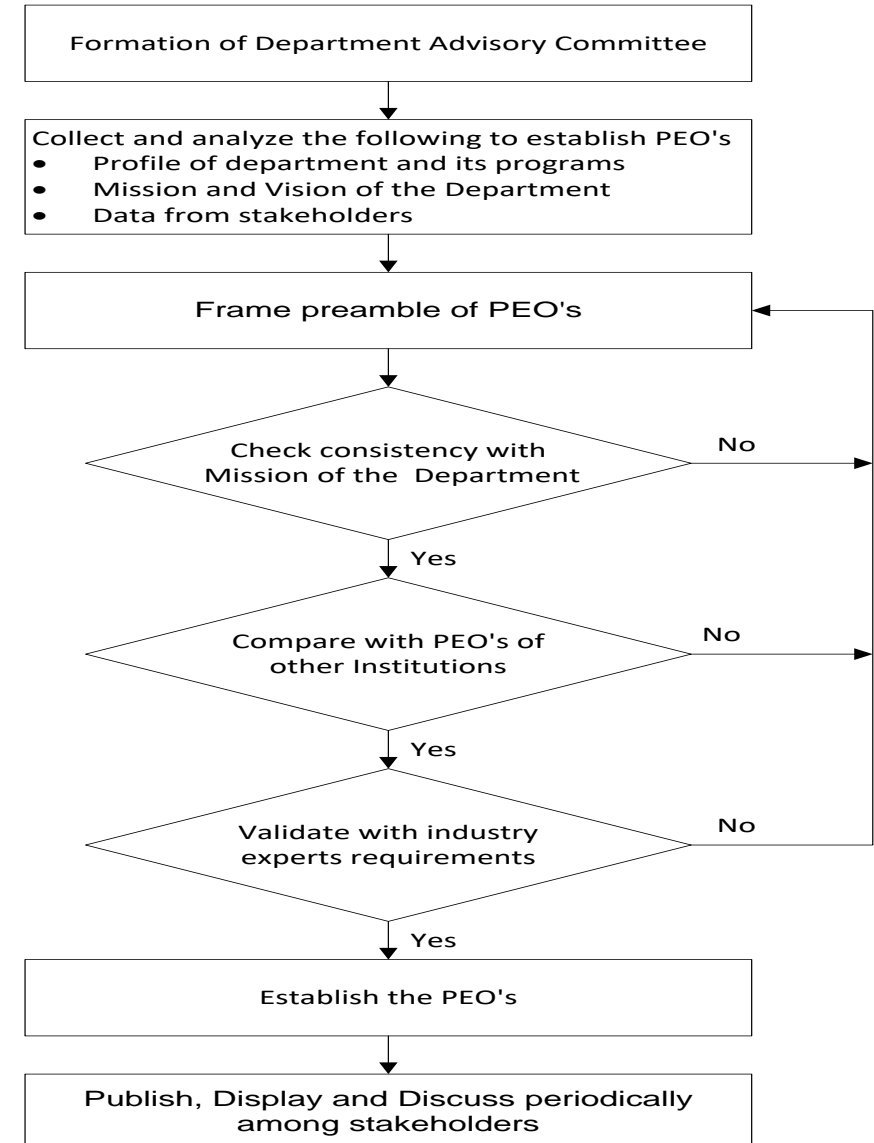 Formation of Department Advisory Committee
Collect and analyze the following to establish PEO's
• Profile of department and its programs
• Mission and Vision of the Department
• Data from stakeholders
Frame preamble of PEO's
Check consistency with
Mission of the Department
No
Yes
Compare with PEO's of
other Institutions
No
Yes
Validate with industry
experts requirements
No
Yes
Establish the PEO's
Publish, Display and Discuss periodically
among stakeholders